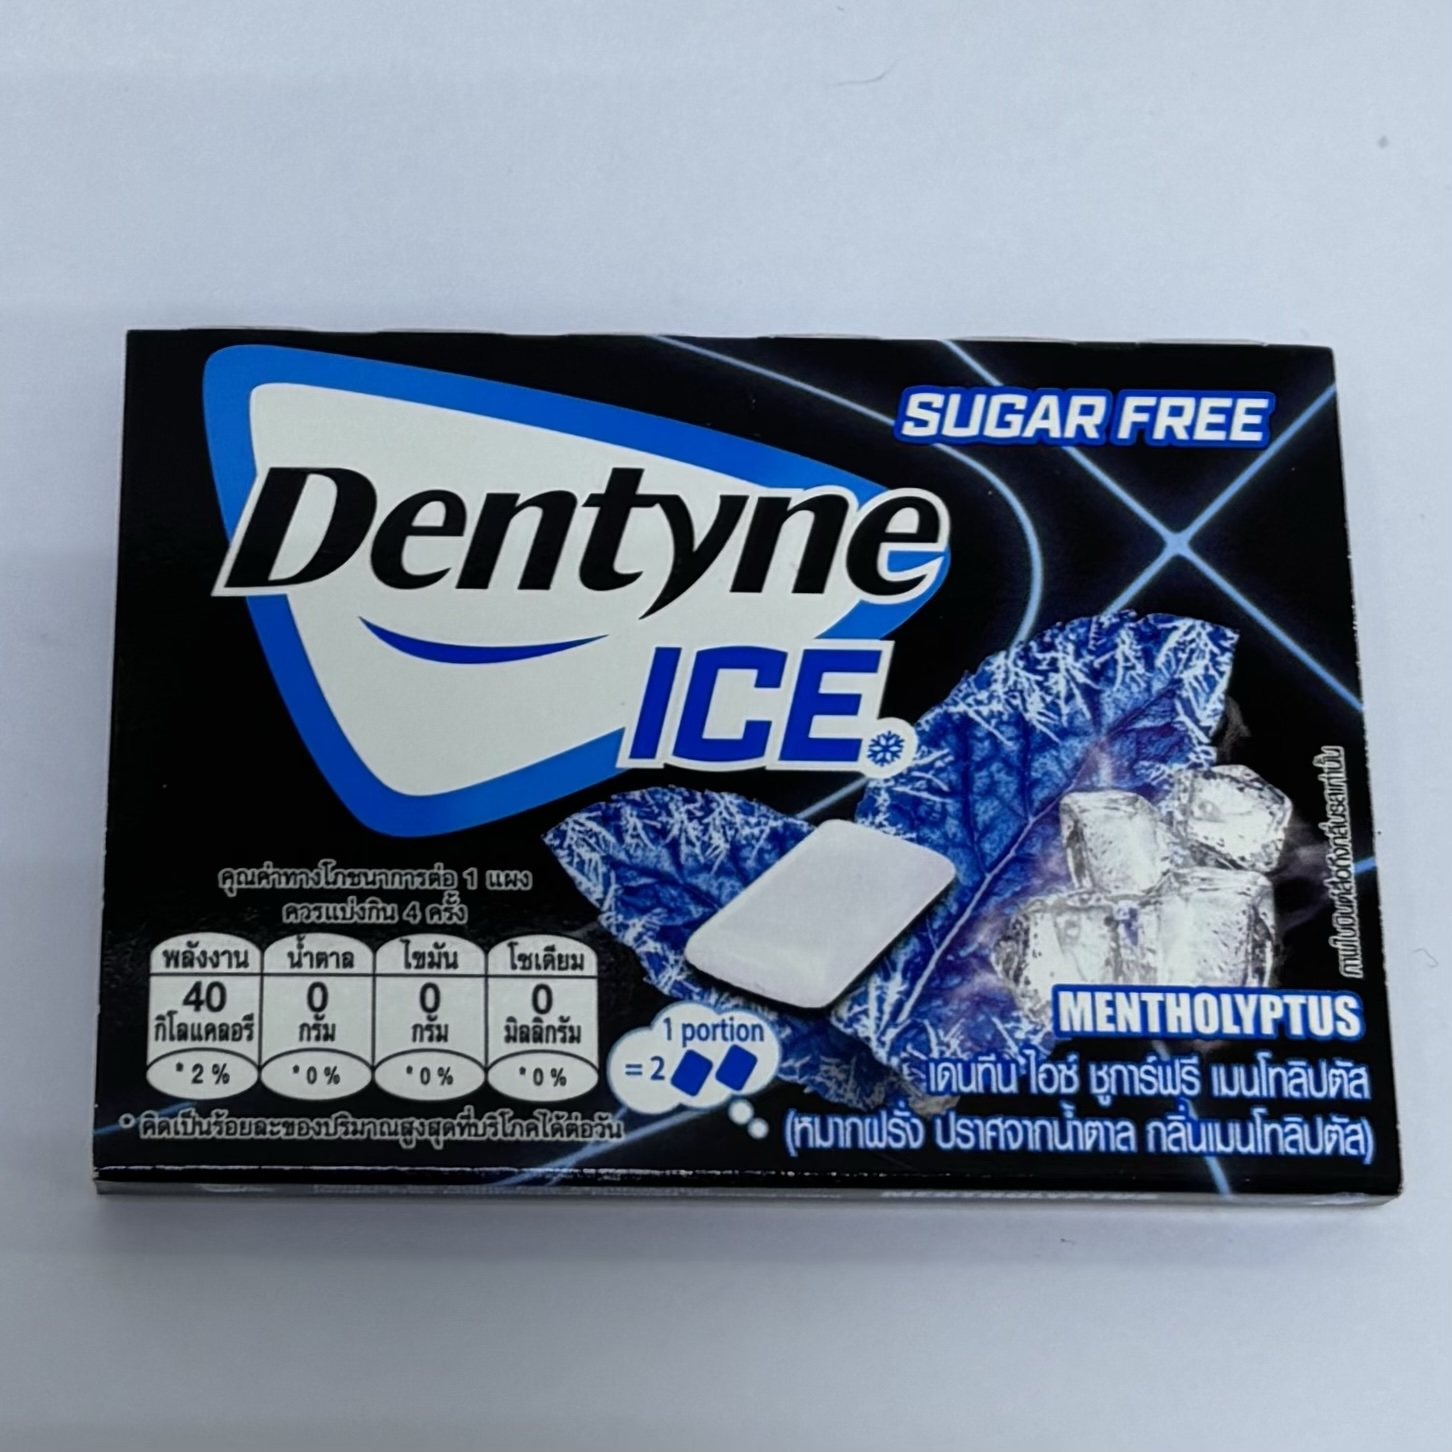 SUGAR FREE
Dentyne
ICE
คุณค่าทางโภชนาการต่อ 1 แผง
ควรแบ่งกิน 4 ครั้ง
พลังงาน น้ำตาล ไขมัน โซเดียม
40 0 0 0
กิโลแคลอรี กรัม กรัม มิลลิกรัม
*2% *0% *0% *0%
* คิดเป็นร้อยละของปริมาณสูงสุดที่บริโภคได้ต่อวัน
1 portion
= 2
MENTHOLYPTUS
เดนทีน ไอซ์ ชูการ์ฟรี เมนโทลิปตัส
(หมากฝรั่ง ปราศจากน้ำตาล กลิ่นเมนโทลิปตัส)
MENTHOLYPTUS